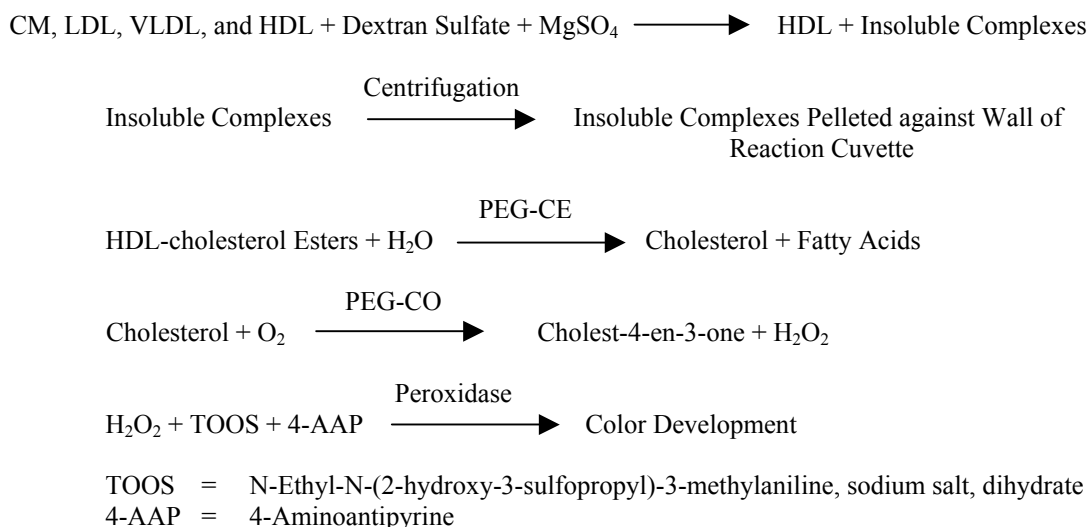 CM, LDL, VLDL, and HDL + Dextran Sulfate + MgSO₄ HDL + Insoluble Complexes
Centrifugation
Insoluble Complexes Insoluble Complexes Pelleted against Wall of
Reaction Cuvette
PEG-CE
HDL-cholesterol Esters + H₂O Cholesterol + Fatty Acids
PEG-CO
Cholesterol + O₂ Cholest-4-en-3-one + H₂O₂
Peroxidase
H₂O₂ + TOOS + 4-AAP Color Development
TOOS = N-Ethyl-N-(2-hydroxy-3-sulfopropyl)-3-methylaniline, sodium salt, dihydrate
4-AAP = 4-Aminoantipyrine